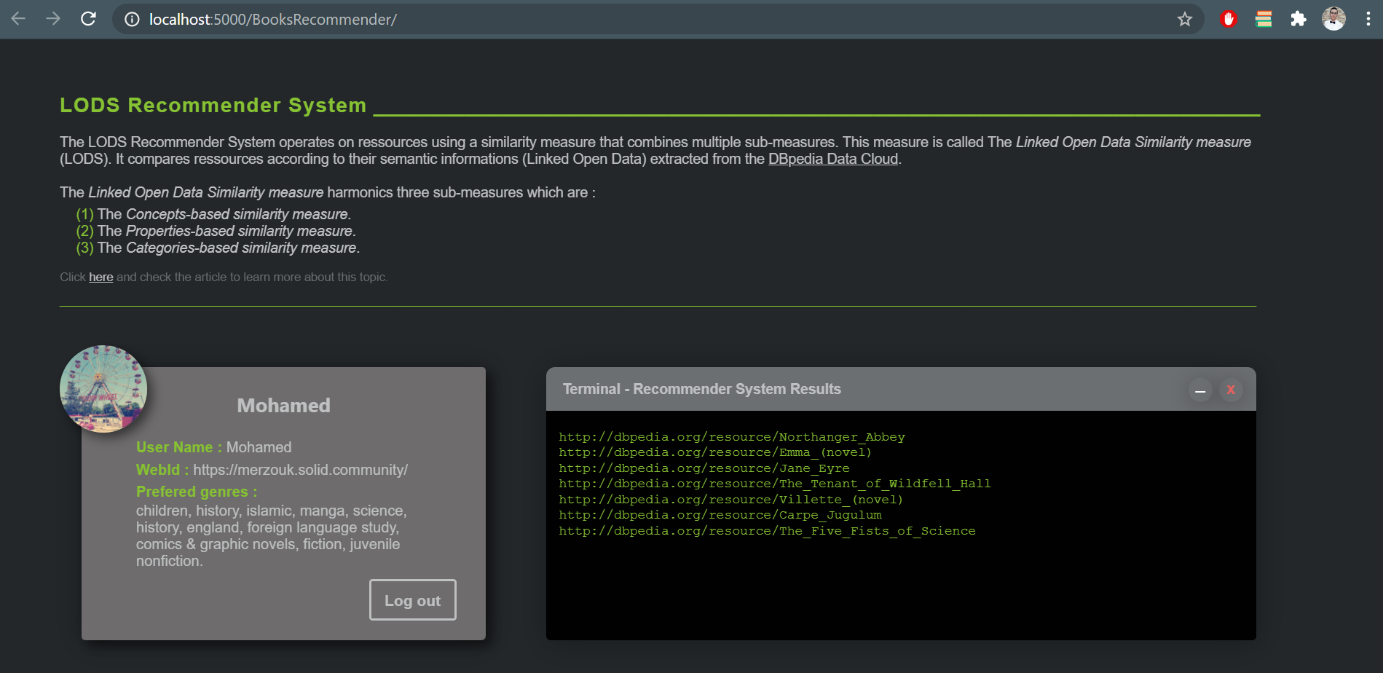 localhost:5000/BooksRecommender/
LODS Recommender System
The LODS Recommender System operates on ressources using a similarity measure that combines multiple sub-measures. This measure is called The Linked Open Data Similarity measure
(LODS). It compares ressources according to their semantic informations (Linked Open Data) extracted from the DBpedia Data Cloud.
The Linked Open Data Similarity measure harmonics three sub-measures which are :
(1) The Concepts-based similarity measure.
(2) The Properties-based similarity measure.
(3) The Categories-based similarity measure.
Click here and check the article to learn more about this topic.
Mohamed
User Name : Mohamed
WebId : https://merzouk.solid.community/
Prefered genres :
children, history, islamic, manga, science,
history, england, foreign language study,
comics & graphic novels, fiction, juvenile
nonfiction.
Log out
Terminal - Recommender System Results
X
http://dbpedia.org/resource/Northanger_Abbey
http://dbpedia.org/resource/Emma_(novel)
http://dbpedia.org/resource/Jane_Eyre
http://dbpedia.org/resource/The_Tenant_of_Wildfell_Hall
http://dbpedia.org/resource/Villette_(novel)
http://dbpedia.org/resource/Carpe_Jugulum
http://dbpedia.org/resource/The_Five_Fists_of_Science